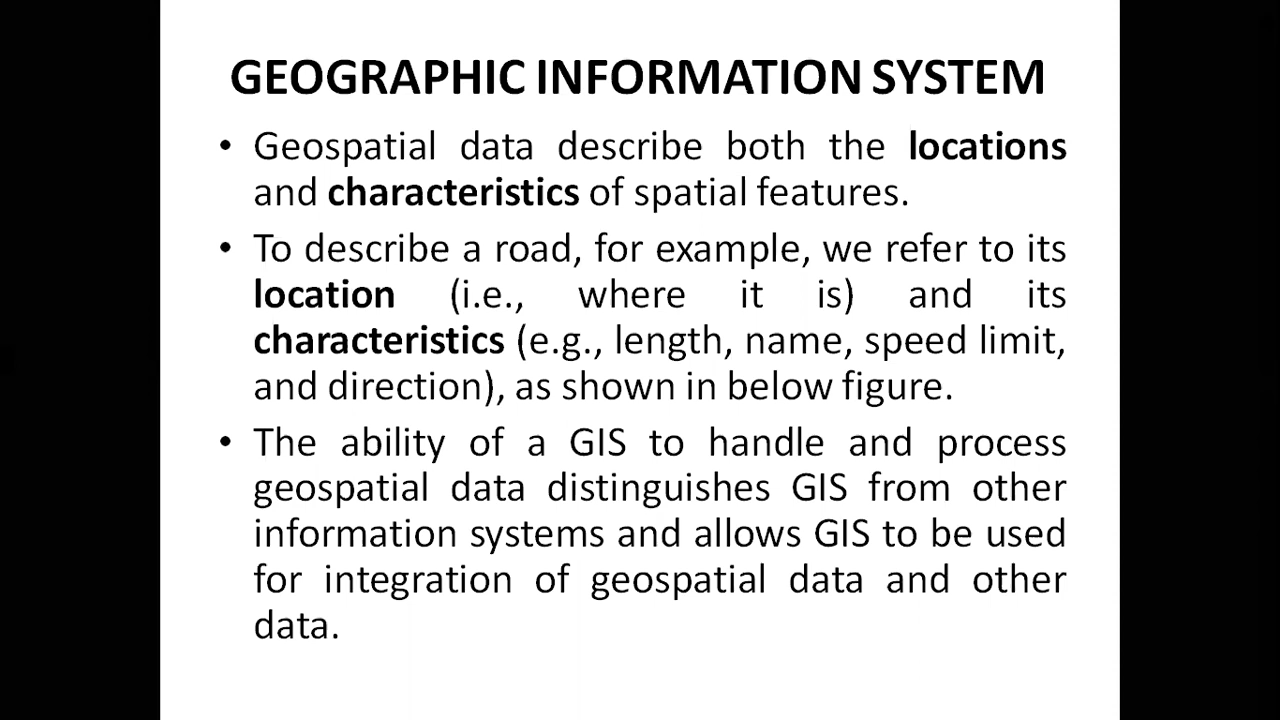 GEOGRAPHIC INFORMATION SYSTEM
• Geospatial data describe both the locations
and characteristics of spatial features.
• To describe a road, for example, we refer to its
location (i.e., where it is) and its
characteristics (e.g., length, name, speed limit,
and direction), as shown in below figure.
• The ability of a GIS to handle and process
geospatial data distinguishes GIS from other
information systems and allows GIS to be used
for integration of geospatial data and other
data.